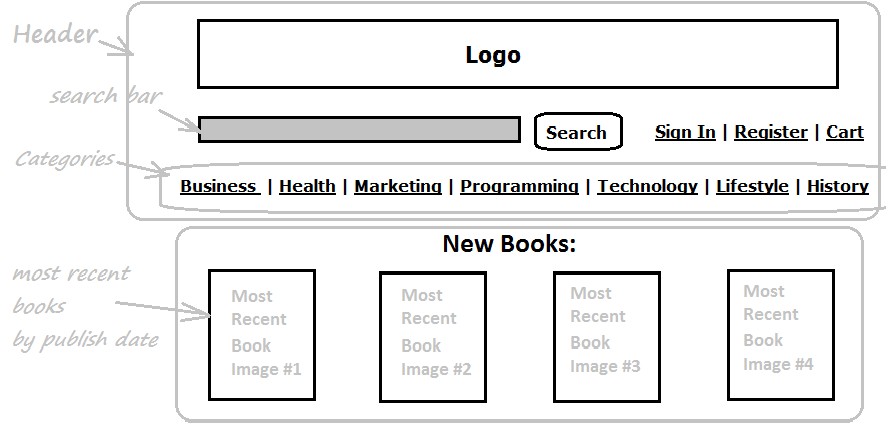 Header
Logo
search bar
Search
Sign In | Register | Cart
Categories
Business | Health | Marketing | Programming | Technology | Lifestyle | History
New Books:
most recent
books
by publish date
Most
Recent
Book
Image #1
Most
Recent
Book
Image #2
Most
Recent
Book
Image #3
Most
Recent
Book
Image #4